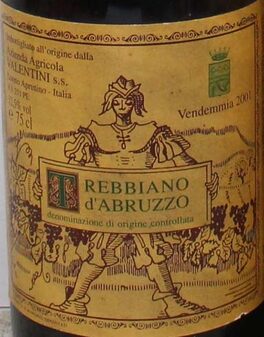 Imbottigliato all'origine dalla
Azienda Agricola
VALENTINI s.s.
Loreto Aprutino - Italia
e 75 cl
Vendemmia 2001
TREBBIANO
d'ABRUZZO
denominazione di origine controllata